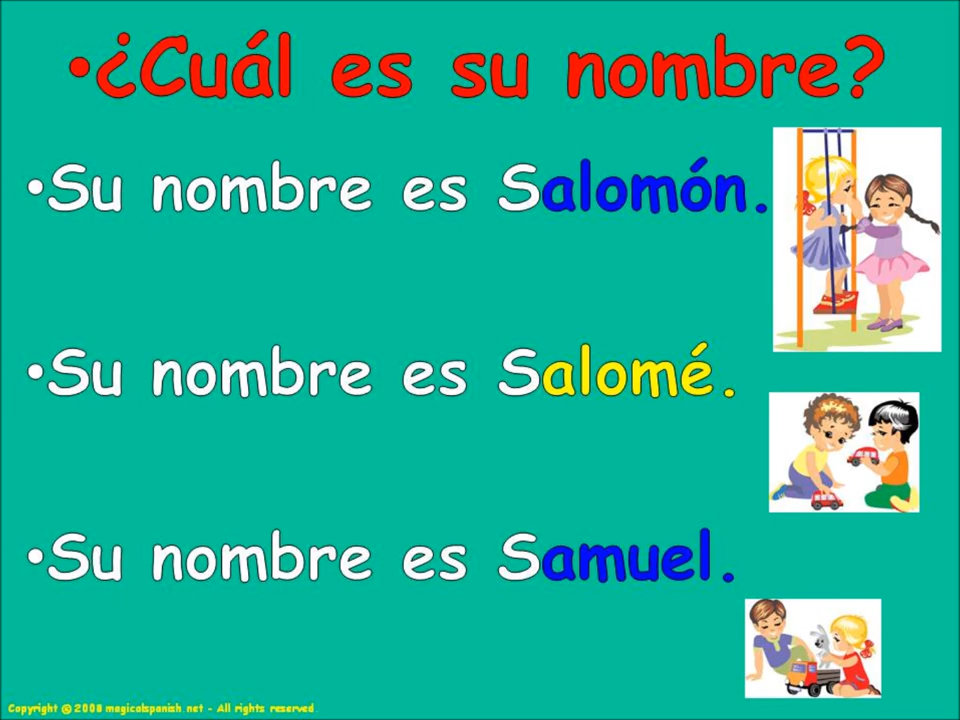 •¿Cuál es su nombre?
•Su nombre es Salomón.
•Su nombre es Salomé.
•Su nombre es Samuel.
Copyright © 2008 magicalspanish.net - All rights reserved.